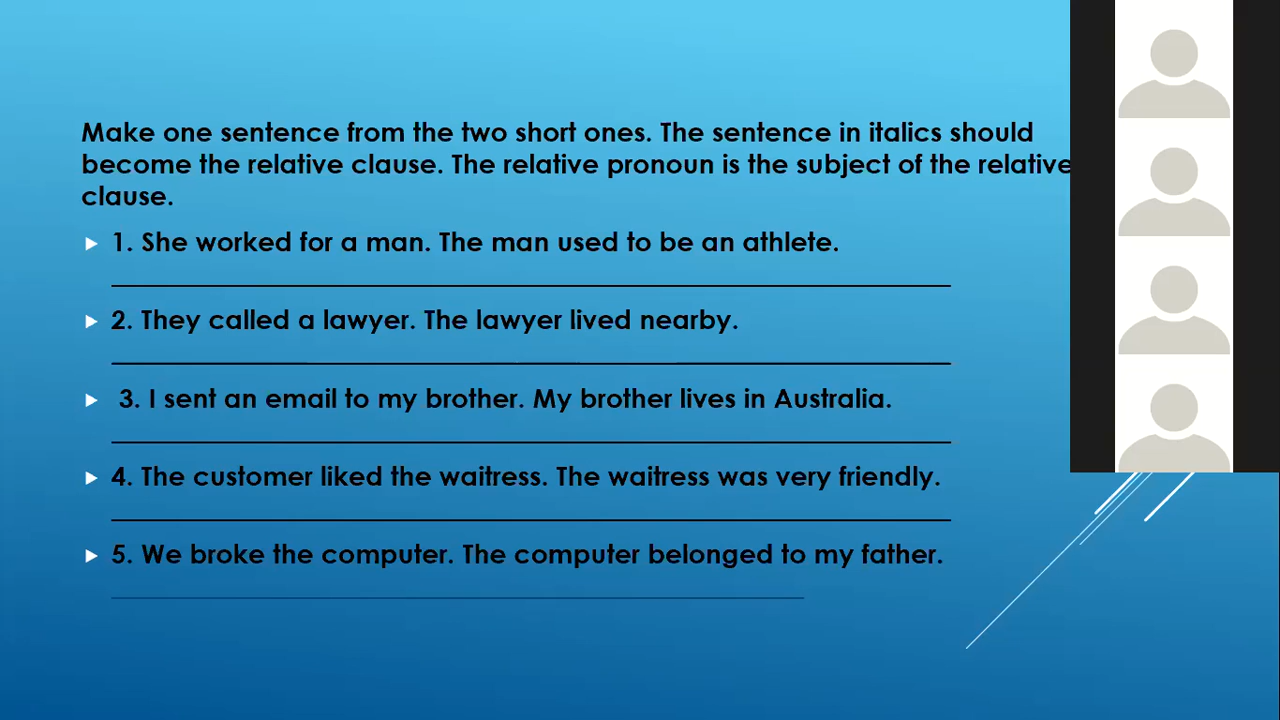 Make one sentence from the two short ones. The sentence in italics should
become the relative clause. The relative pronoun is the subject of the relative
clause.
1. She worked for a man. The man used to be an athlete.
2. They called a lawyer. The lawyer lived nearby.
3. I sent an email to my brother. My brother lives in Australia.
4. The customer liked the waitress. The waitress was very friendly.
5. We broke the computer. The computer belonged to my father.